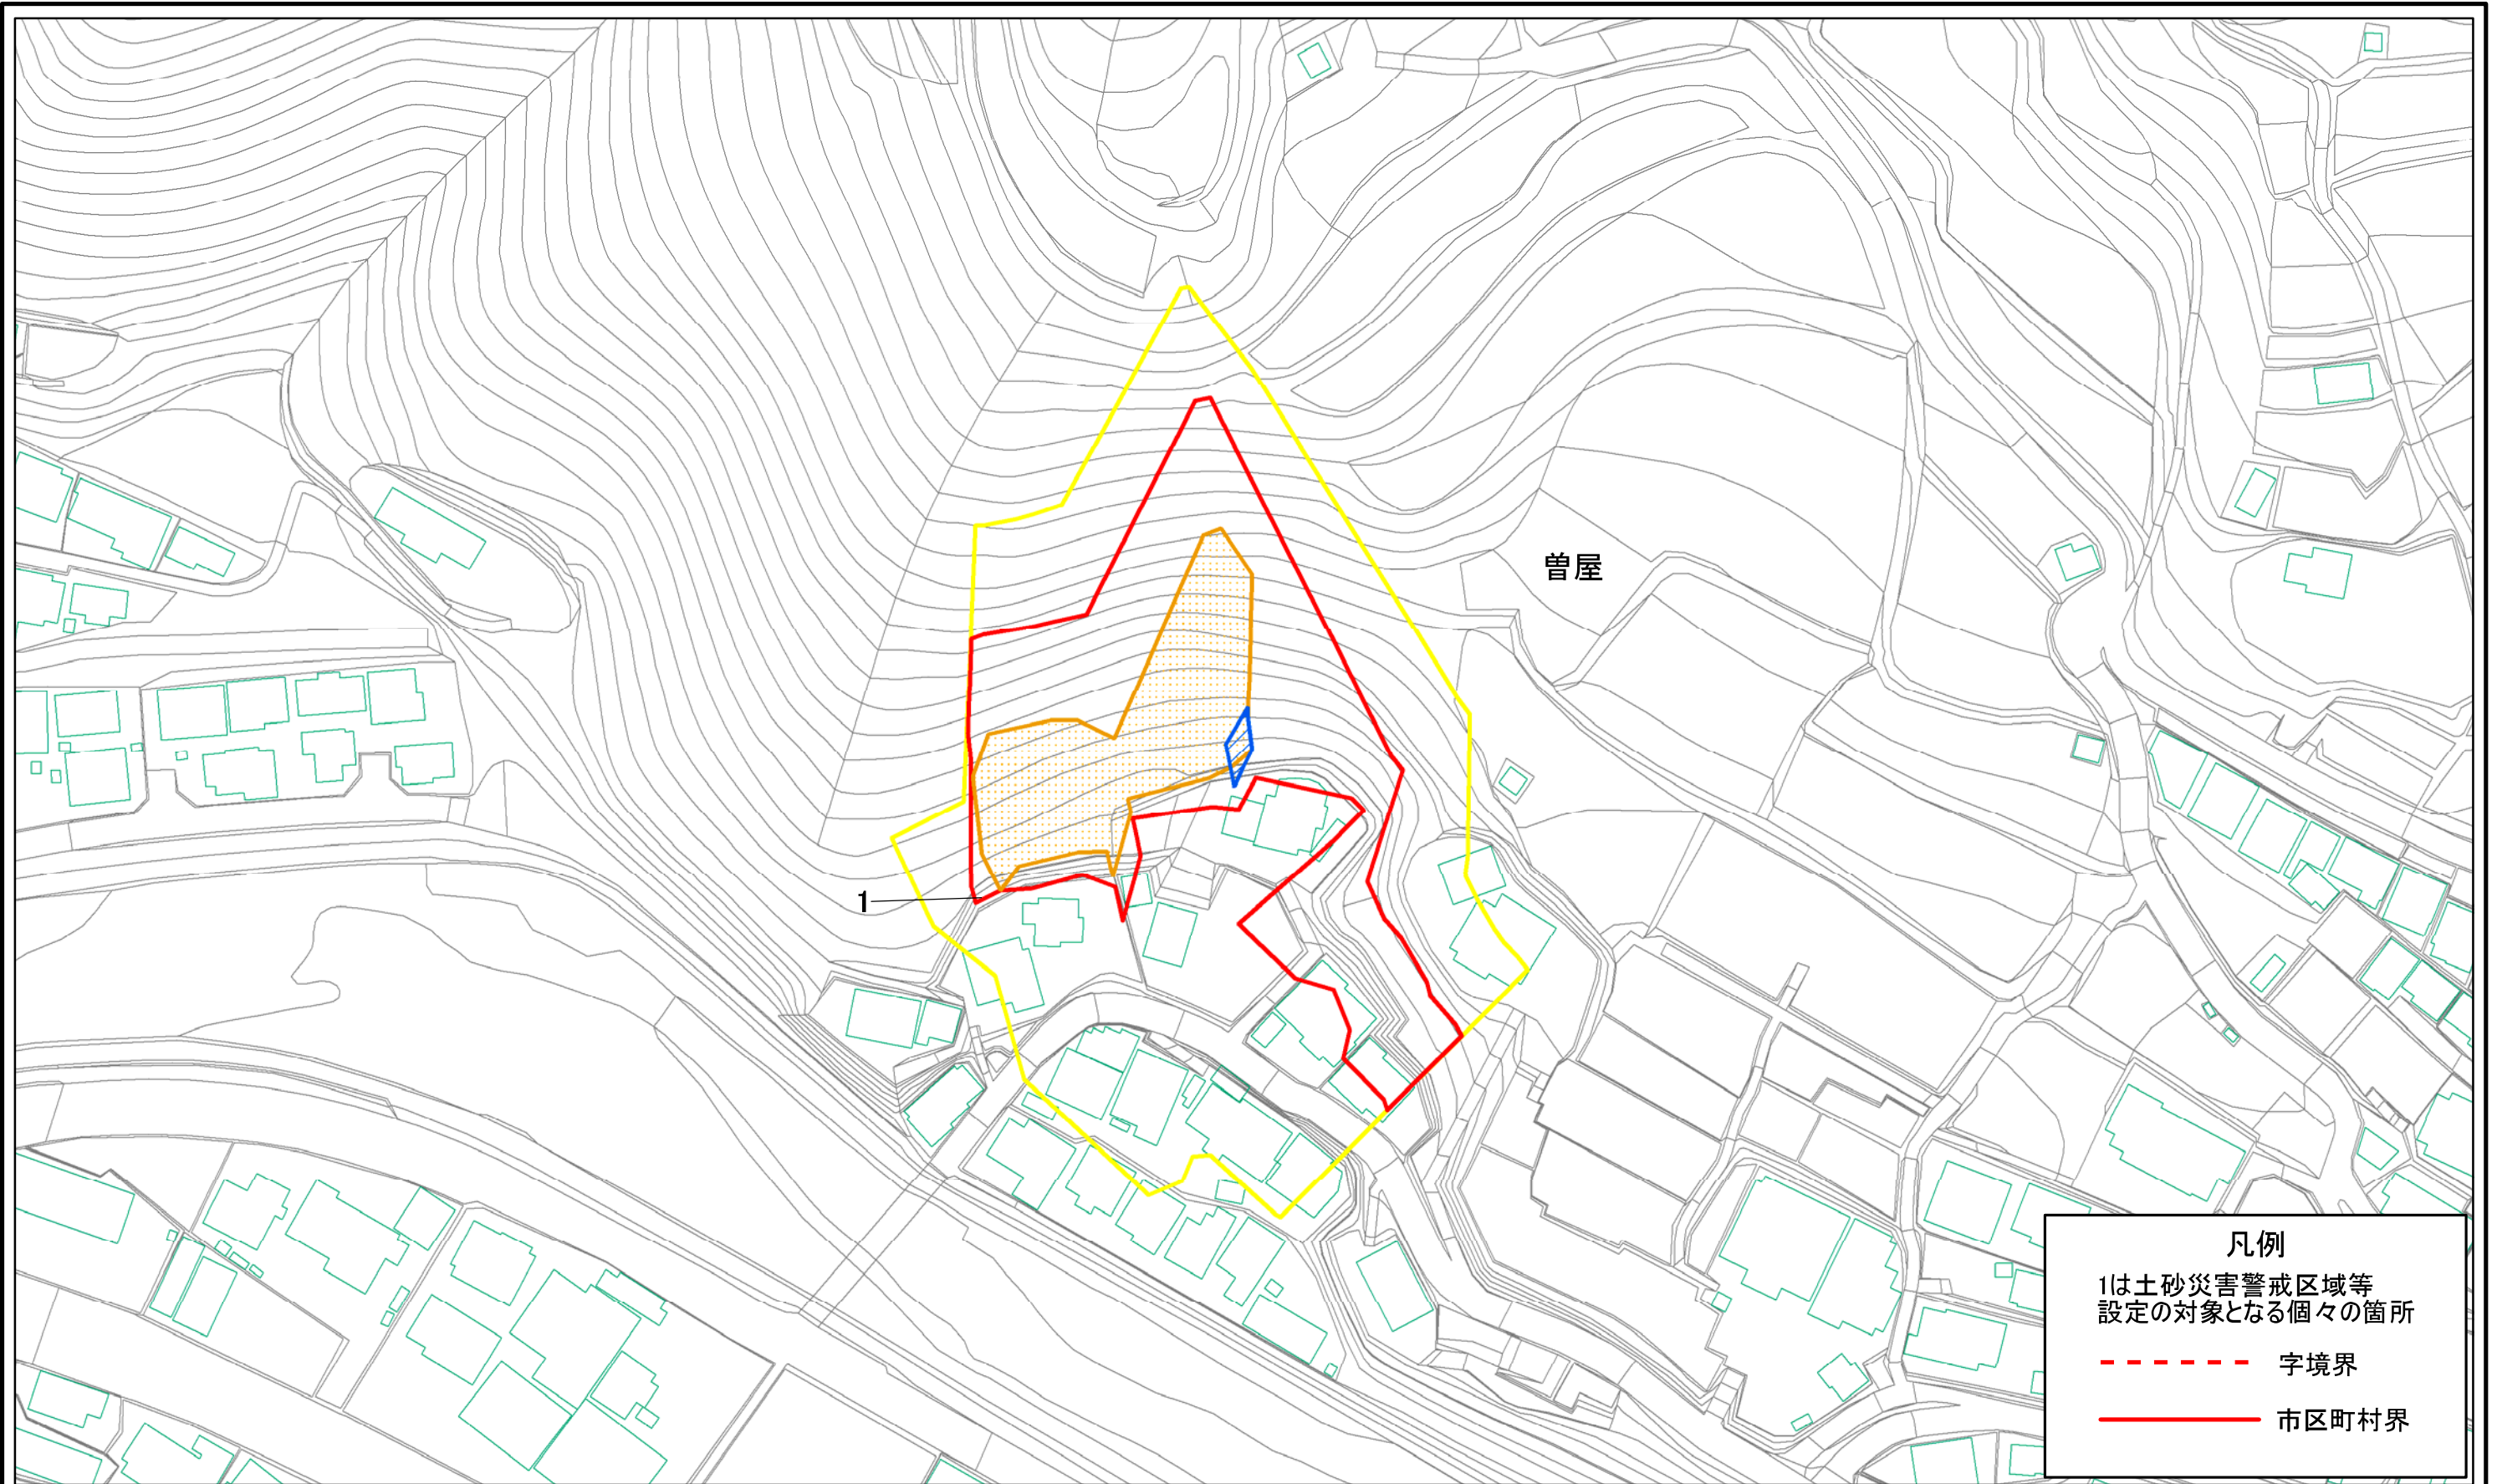 曽屋
1
凡例
1は土砂災害警戒区域等
設定の対象となる個々の箇所
字境界
市区町村界